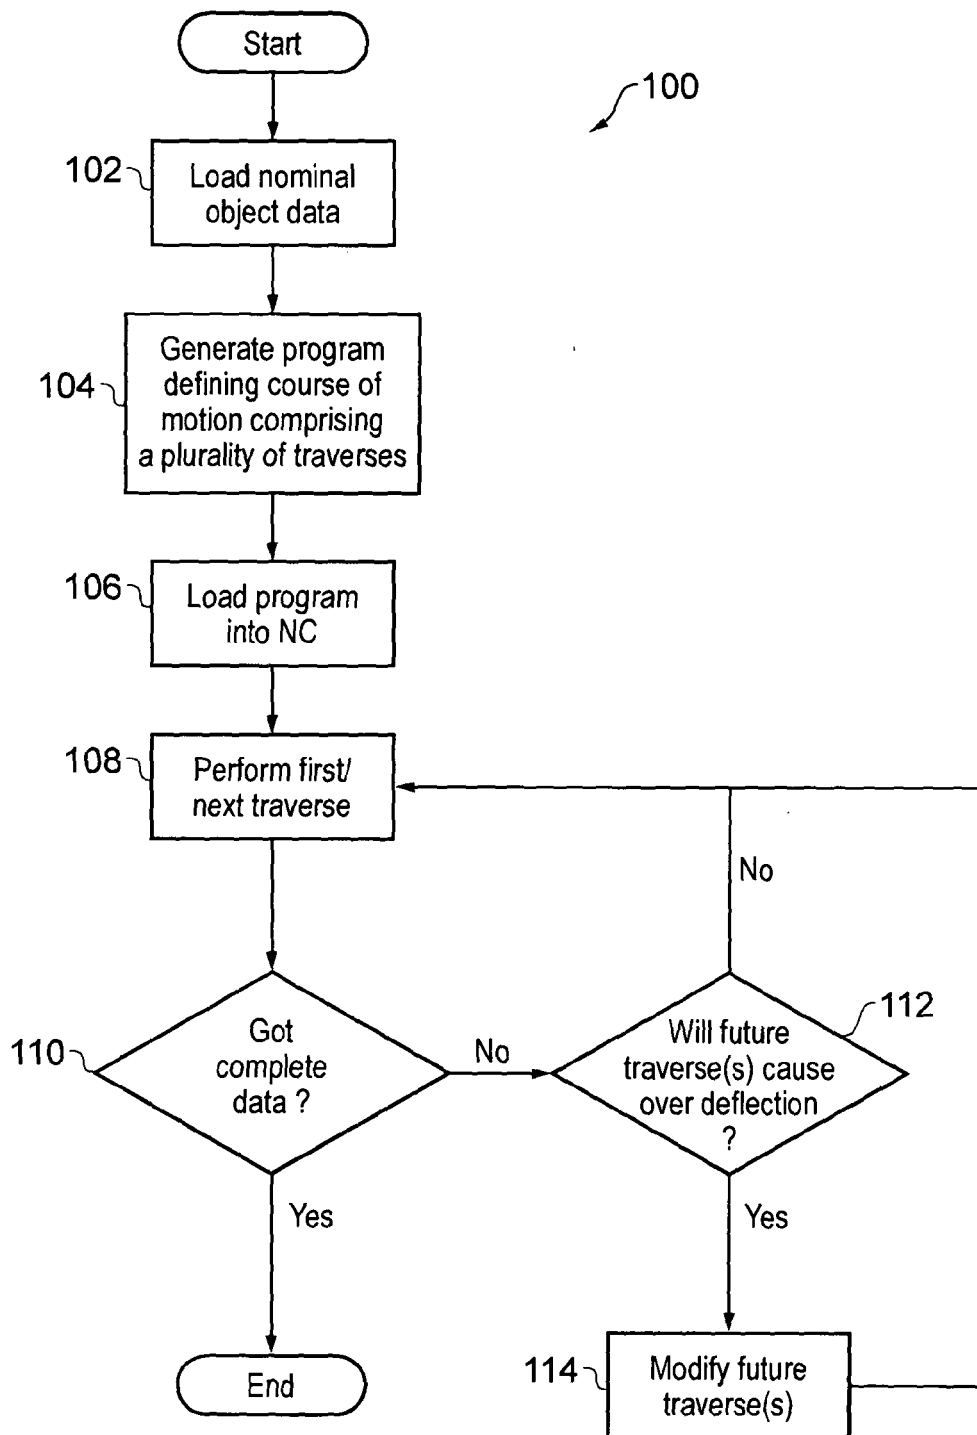 Start
100
102
Load nominal
object data
104
Generate program
defining course of
motion comprising
a plurality of traverses
106
Load program
into NC
108
Perform first/
next traverse
No
110
Got
complete
data ?
No
112
Will future
traverse(s) cause
over deflection
?
Yes
Yes
End
114
Modify future
traverse(s)